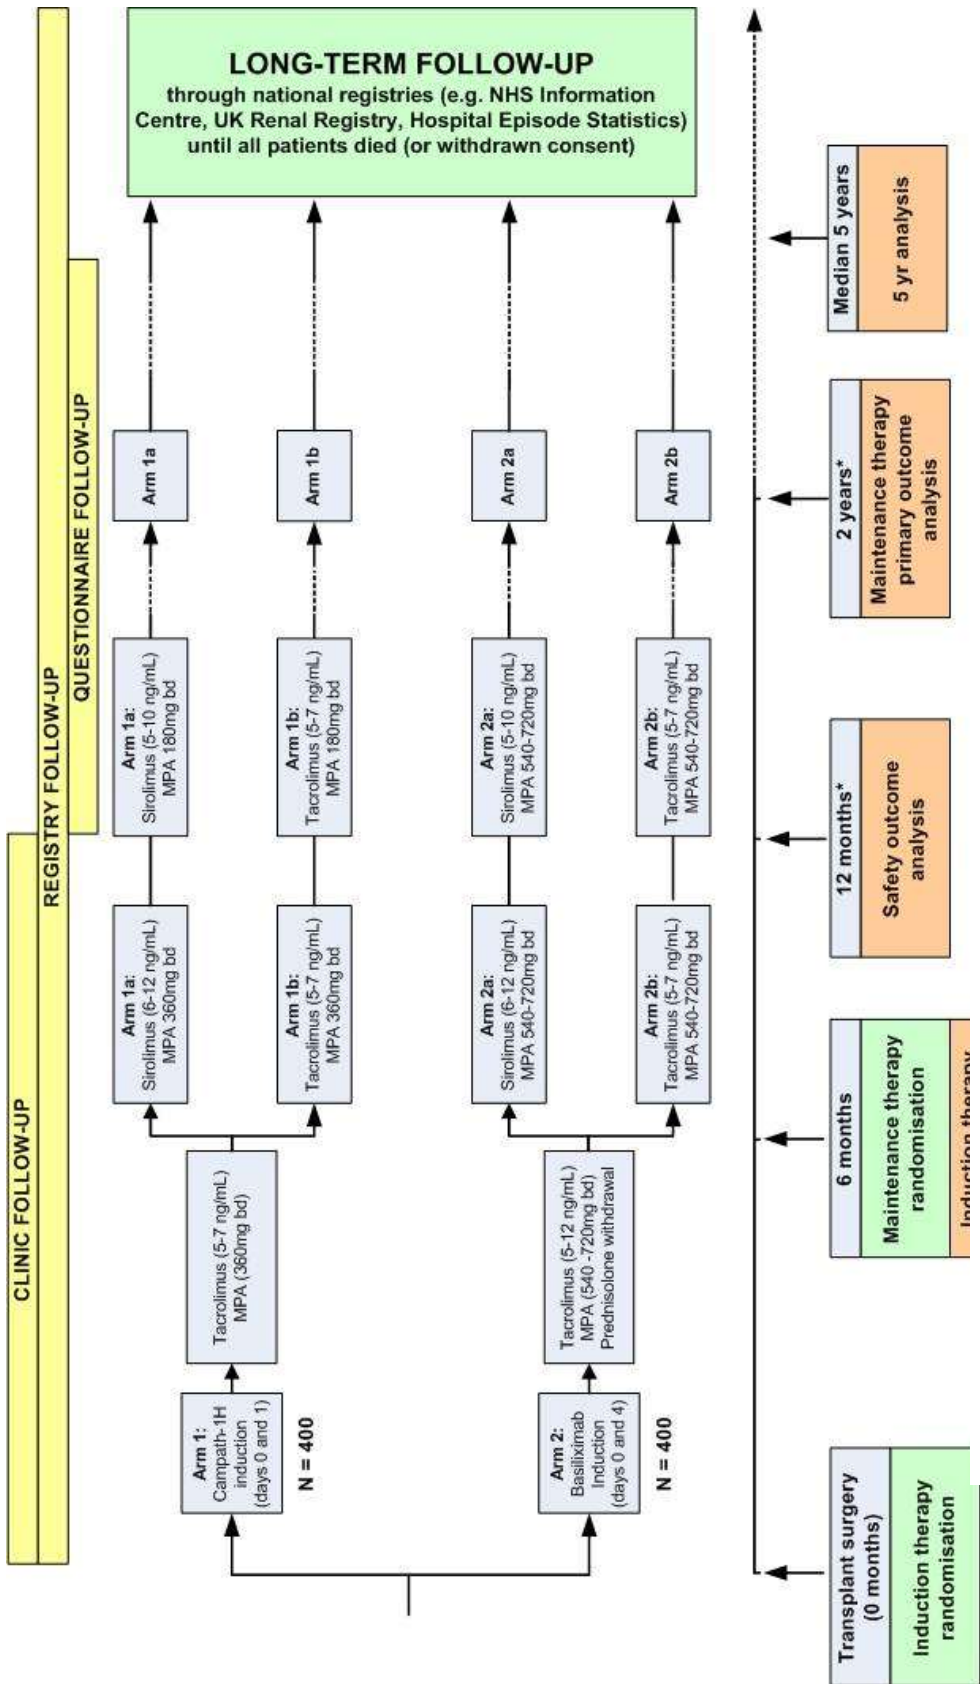 CLINIC FOLLOW-UP
REGISTRY FOLLOW-UP
QUESTIONNAIRE FOLLOW-UP
Arm 1:
Campath-1H
induction
(days 0 and 1)
N = 400
Tacrolimus (5-7 ng/mL)
MPA (360mg bd)
Arm 1a:
Sirolimus (6-12 ng/mL)
MPA 360mg bd
Arm 1b:
Tacrolimus (5-7 ng/mL)
MPA 360mg bd
Arm 1a:
Sirolimus (5-10 ng/mL)
MPA 180mg bd
Arm 1b:
Tacrolimus (5-7 ng/mL)
MPA 180mg bd
Arm 1a
Arm 1b
Arm 2:
Basiliximab
Induction
(days 0 and 4)
N = 400
Tacrolimus (5-12 ng/mL)
MPA (540 -720mg bd)
Prednisolone withdrawal
Arm 2a:
Sirolimus (6-12 ng/mL)
MPA 540-720mg bd
Arm 2b:
Tacrolimus (5-7 ng/mL)
MPA 540-720mg bd
Arm 2a:
Sirolimus (5-10 ng/mL)
MPA 540-720mg bd
Arm 2b:
Tacrolimus (5-7 ng/mL)
MPA 540-720mg bd
Arm 2a
Arm 2b
LONG-TERM FOLLOW-UP
through national registries (e.g. NHS Information
Centre, UK Renal Registry, Hospital Episode Statistics)
until all patients died (or withdrawn consent)
Transplant surgery
(0 months)
Induction therapy
randomisation
6 months
Maintenance therapy
randomisation
Induction therapy
12 months*
Safety outcome
analysis
2 years*
Maintenance therapy
primary outcome
analysis
Median 5 years
5 yr analysis